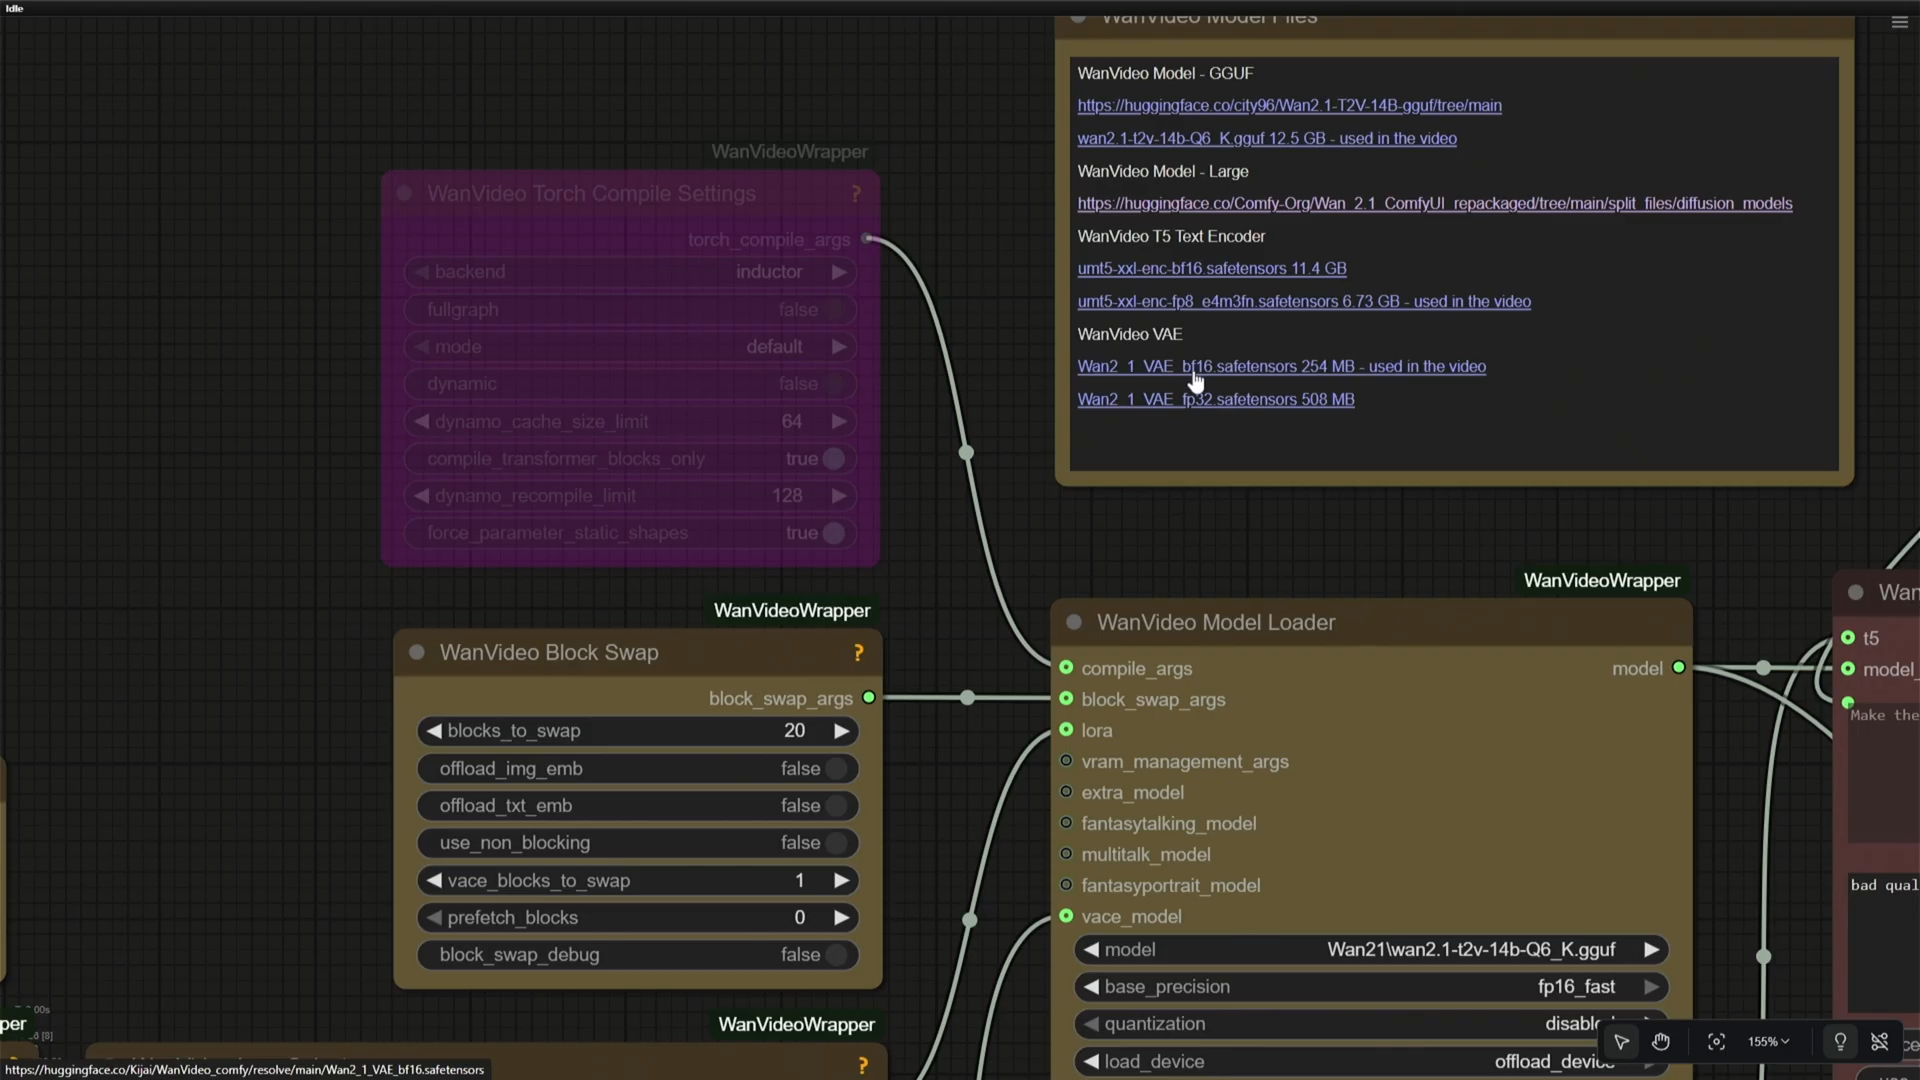 Idle
WanVideo Model Files
WanVideo Model - GGUF
https://huggingface.co/city96/Wan2.1-T2V-14B-gguf/tree/main
wan2.1-t2v-14b-Q6_K.gguf 12.5 GB - used in the video
WanVideo Model - Large
https://huggingface.co/Comfy-Org/Wan_2.1_ComfyUI_repackaged/tree/main/split_files/diffusion_models
WanVideo T5 Text Encoder
umt5-xxl-enc-bf16.safetensors 11.4 GB
umt5-xxl-enc-fp8_e4m3fn.safetensors 6.73 GB - used in the video
WanVideo VAE
Wan2_1_VAE_bf16.safetensors 254 MB - used in the video
Wan2_1_VAE_fp32.safetensors 508 MB
WanVideoWrapper
WanVideo Torch Compile Settings ?
torch_compile_args
backend inductor
fullgraph false
mode default
dynamic false
dynamo_cache_size_limit 64
compile_transformer_blocks_only true
dynamo_recompile_limit 128
force_parameter_static_shapes true
WanVideoWrapper
WanVideo Block Swap ?
block_swap_args
blocks_to_swap 20
offload_img_emb false
offload_txt_emb false
use_non_blocking false
vace_blocks_to_swap 1
prefetch_blocks 0
block_swap_debug false
WanVideoWrapper
?
WanVideoWrapper
WanVideo Model Loader
compile_args model
block_swap_args
lora
vram_management_args
extra_model
fantasytalking_model
multitalk_model
fantasyportrait_model
vace_model
model Wan21\wan2.1-t2v-14b-Q6_K.gguf
base_precision fp16_fast
quantization disable
load_device offload_device
Wan
t5
model_
Make the
bad qual
155%
per
https://huggingface.co/Kijai/WanVideo_comfy/resolve/main/Wan2_1_VAE_bf16.safetensors